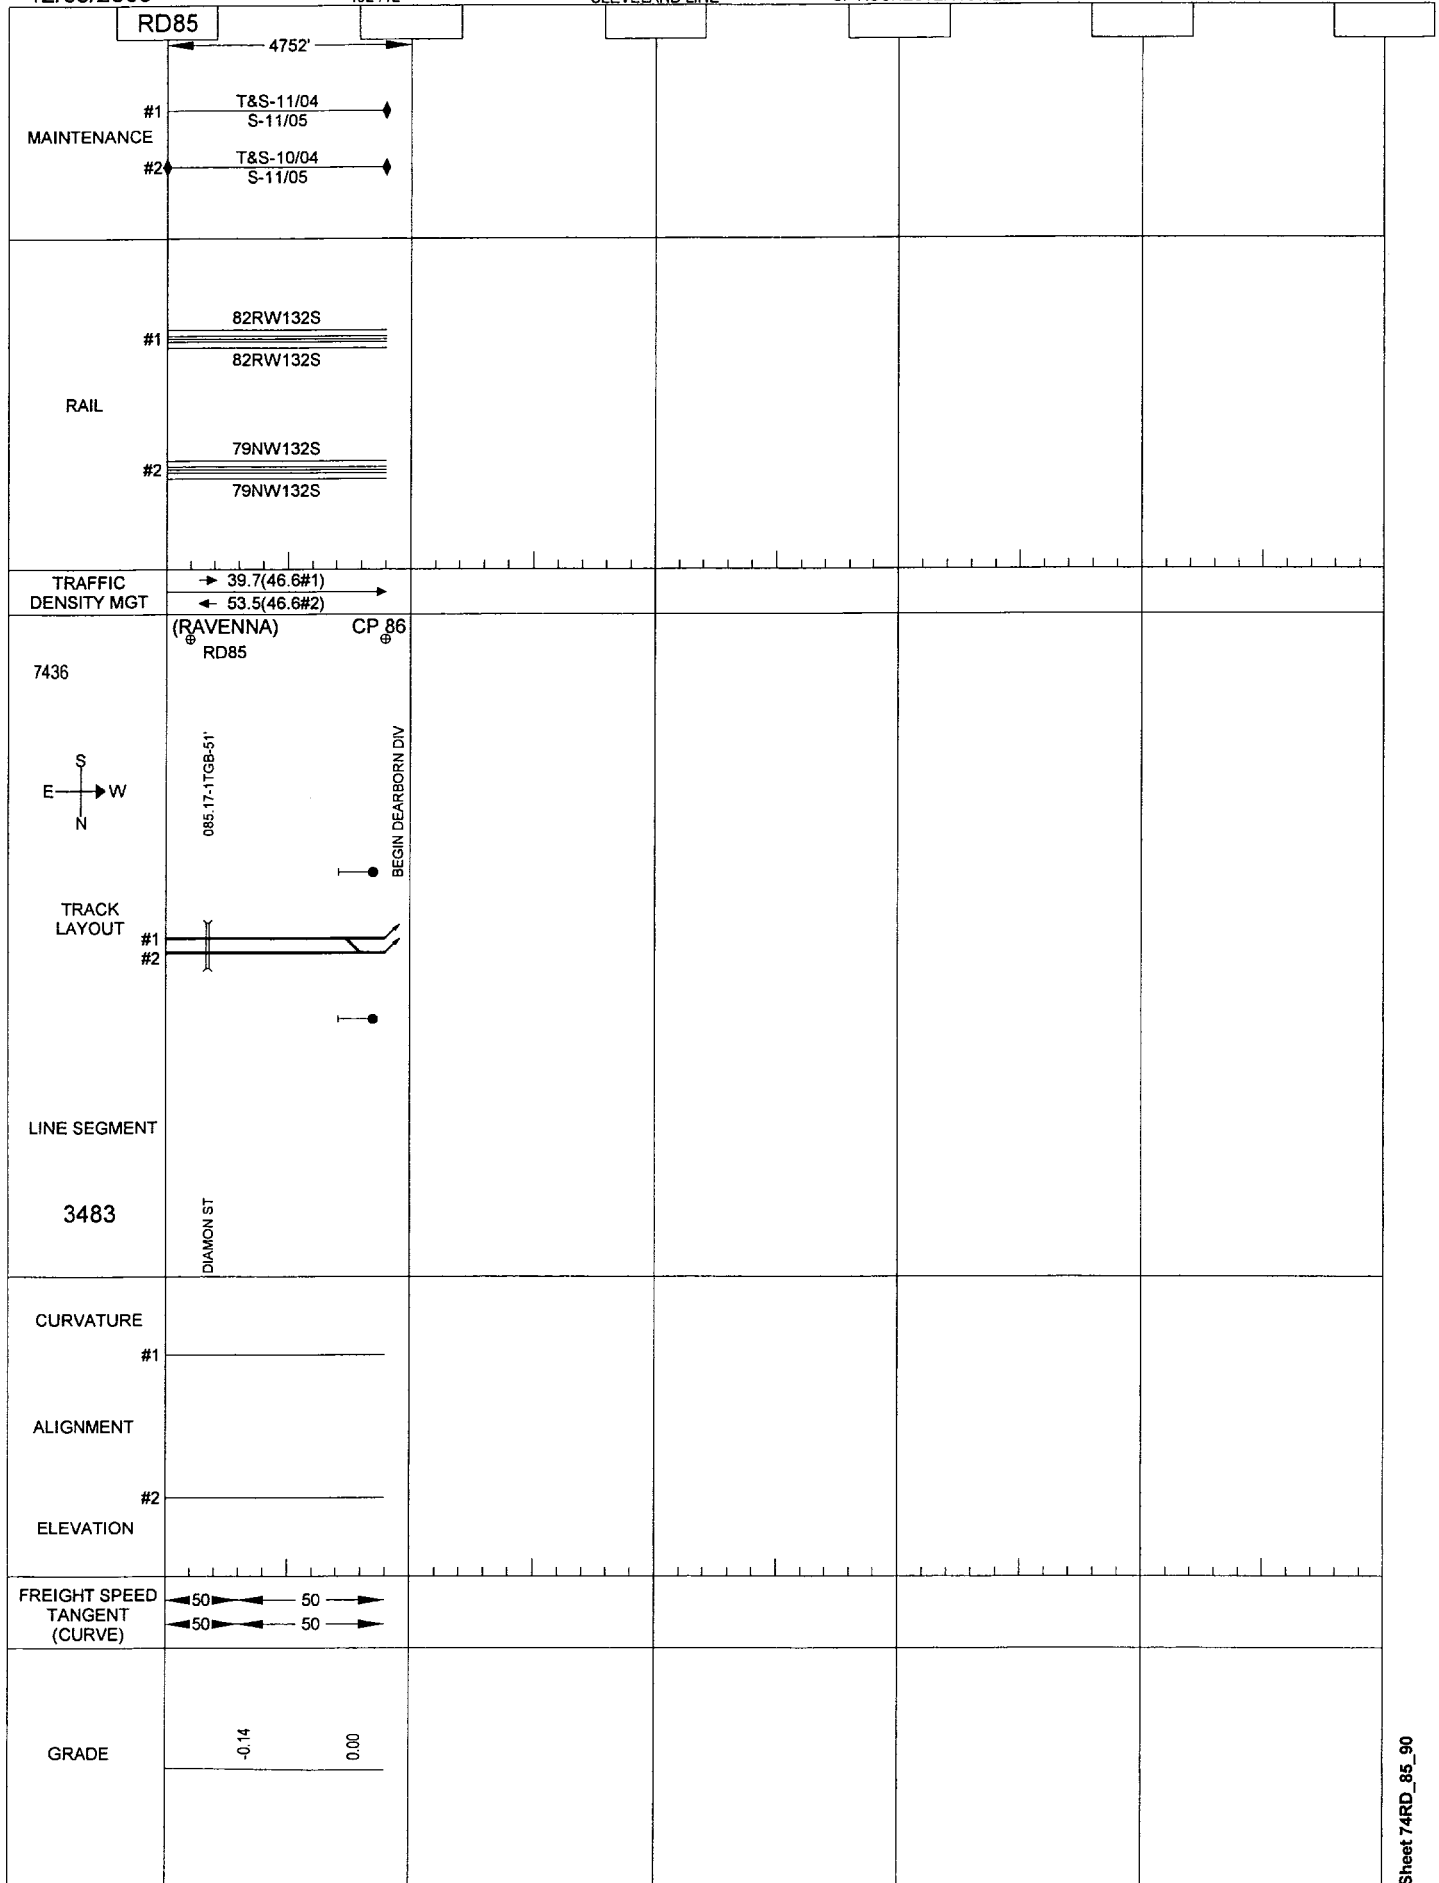 CLEVELAND LINE
RD85
4752'
MAINTENANCE
#1
T&S-11/04
S-11/05
#2
T&S-10/04
S-11/05
RAIL
#1
82RW132S
82RW132S
#2
79NW132S
79NW132S
TRAFFIC
DENSITY MGT
39.7(46.6#1)
53.5(46.6#2)
(RAVENNA)
CP 86
RD85
7436
S
E
W
N
085.17-1TGB-51'
BEGIN DEARBORN DIV
TRACK
LAYOUT
#1
#2
LINE SEGMENT
3483
DIAMON ST
CURVATURE
#1
ALIGNMENT
#2
ELEVATION
FREIGHT SPEED
TANGENT
(CURVE)
50 50
50 50
GRADE
-0.14
0.00
Sheet 74RD_85_90